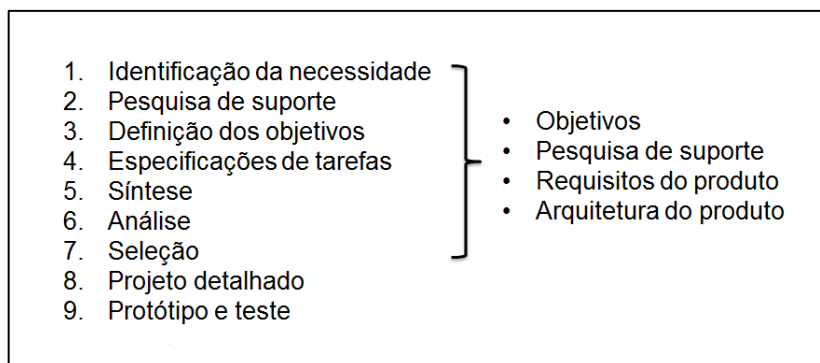 1. Identificação da necessidade
2. Pesquisa de suporte
3. Definição dos objetivos
4. Especificações de tarefas
5. Síntese
6. Análise
7. Seleção
8. Projeto detalhado
9. Protótipo e teste
• Objetivos
• Pesquisa de suporte
• Requisitos do produto
• Arquitetura do produto